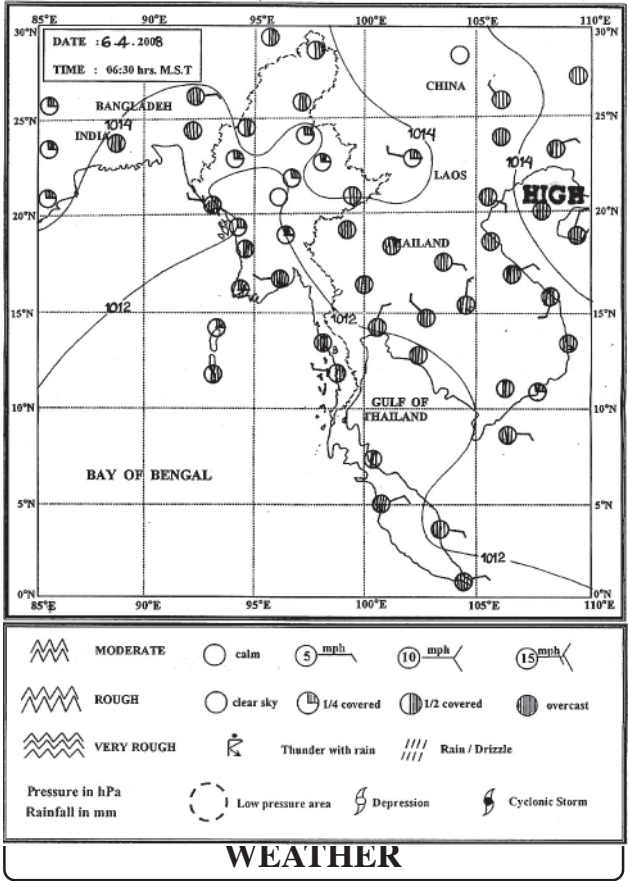 30°N 85°E 90°E 95°E 100°E 105°E 110°E 30°N
DATE : 6-4-2008
TIME : 06:30 hrs. M.S.T
CHINA
BANGLADEH
25°N 25°N
1014
INDIA
1014
1014
LAOS
HIGH
20°N 20°N
THAILAND
1012
1012
15°N 15°N
10°N 10°N
GULF OF
THAILAND
BAY OF BENGAL
5°N 5°N
1012
0°N 0°N
85°E 90°E 95°E 100°E 105°E 110°E
MODERATE calm 5 mph 10 mph 15 mph
ROUGH clear sky 1/4 covered 1/2 covered overcast
VERY ROUGH Thunder with rain Rain / Drizzle
Pressure in hPa
Rainfall in mm
Low pressure area Depression Cyclonic Storm
WEATHER